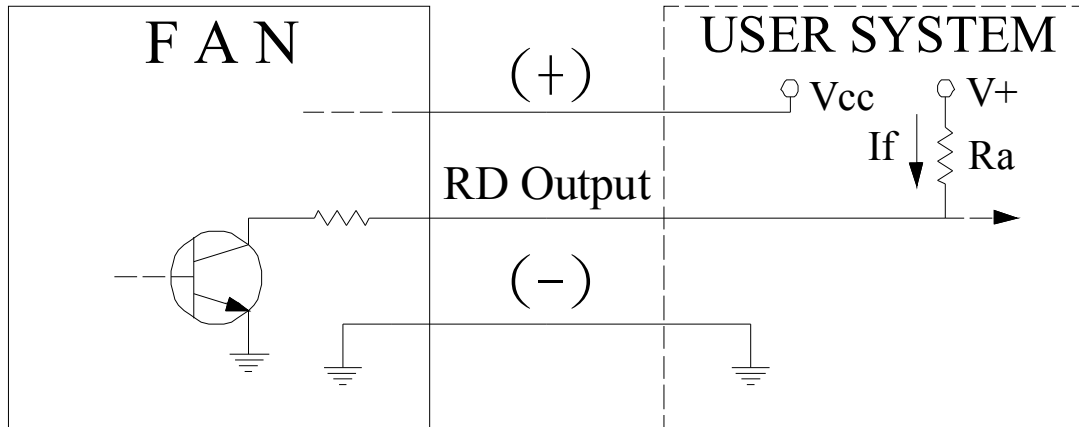 F A N
USER SYSTEM
(+)
Vcc
V+
If
Ra
RD Output
(−)